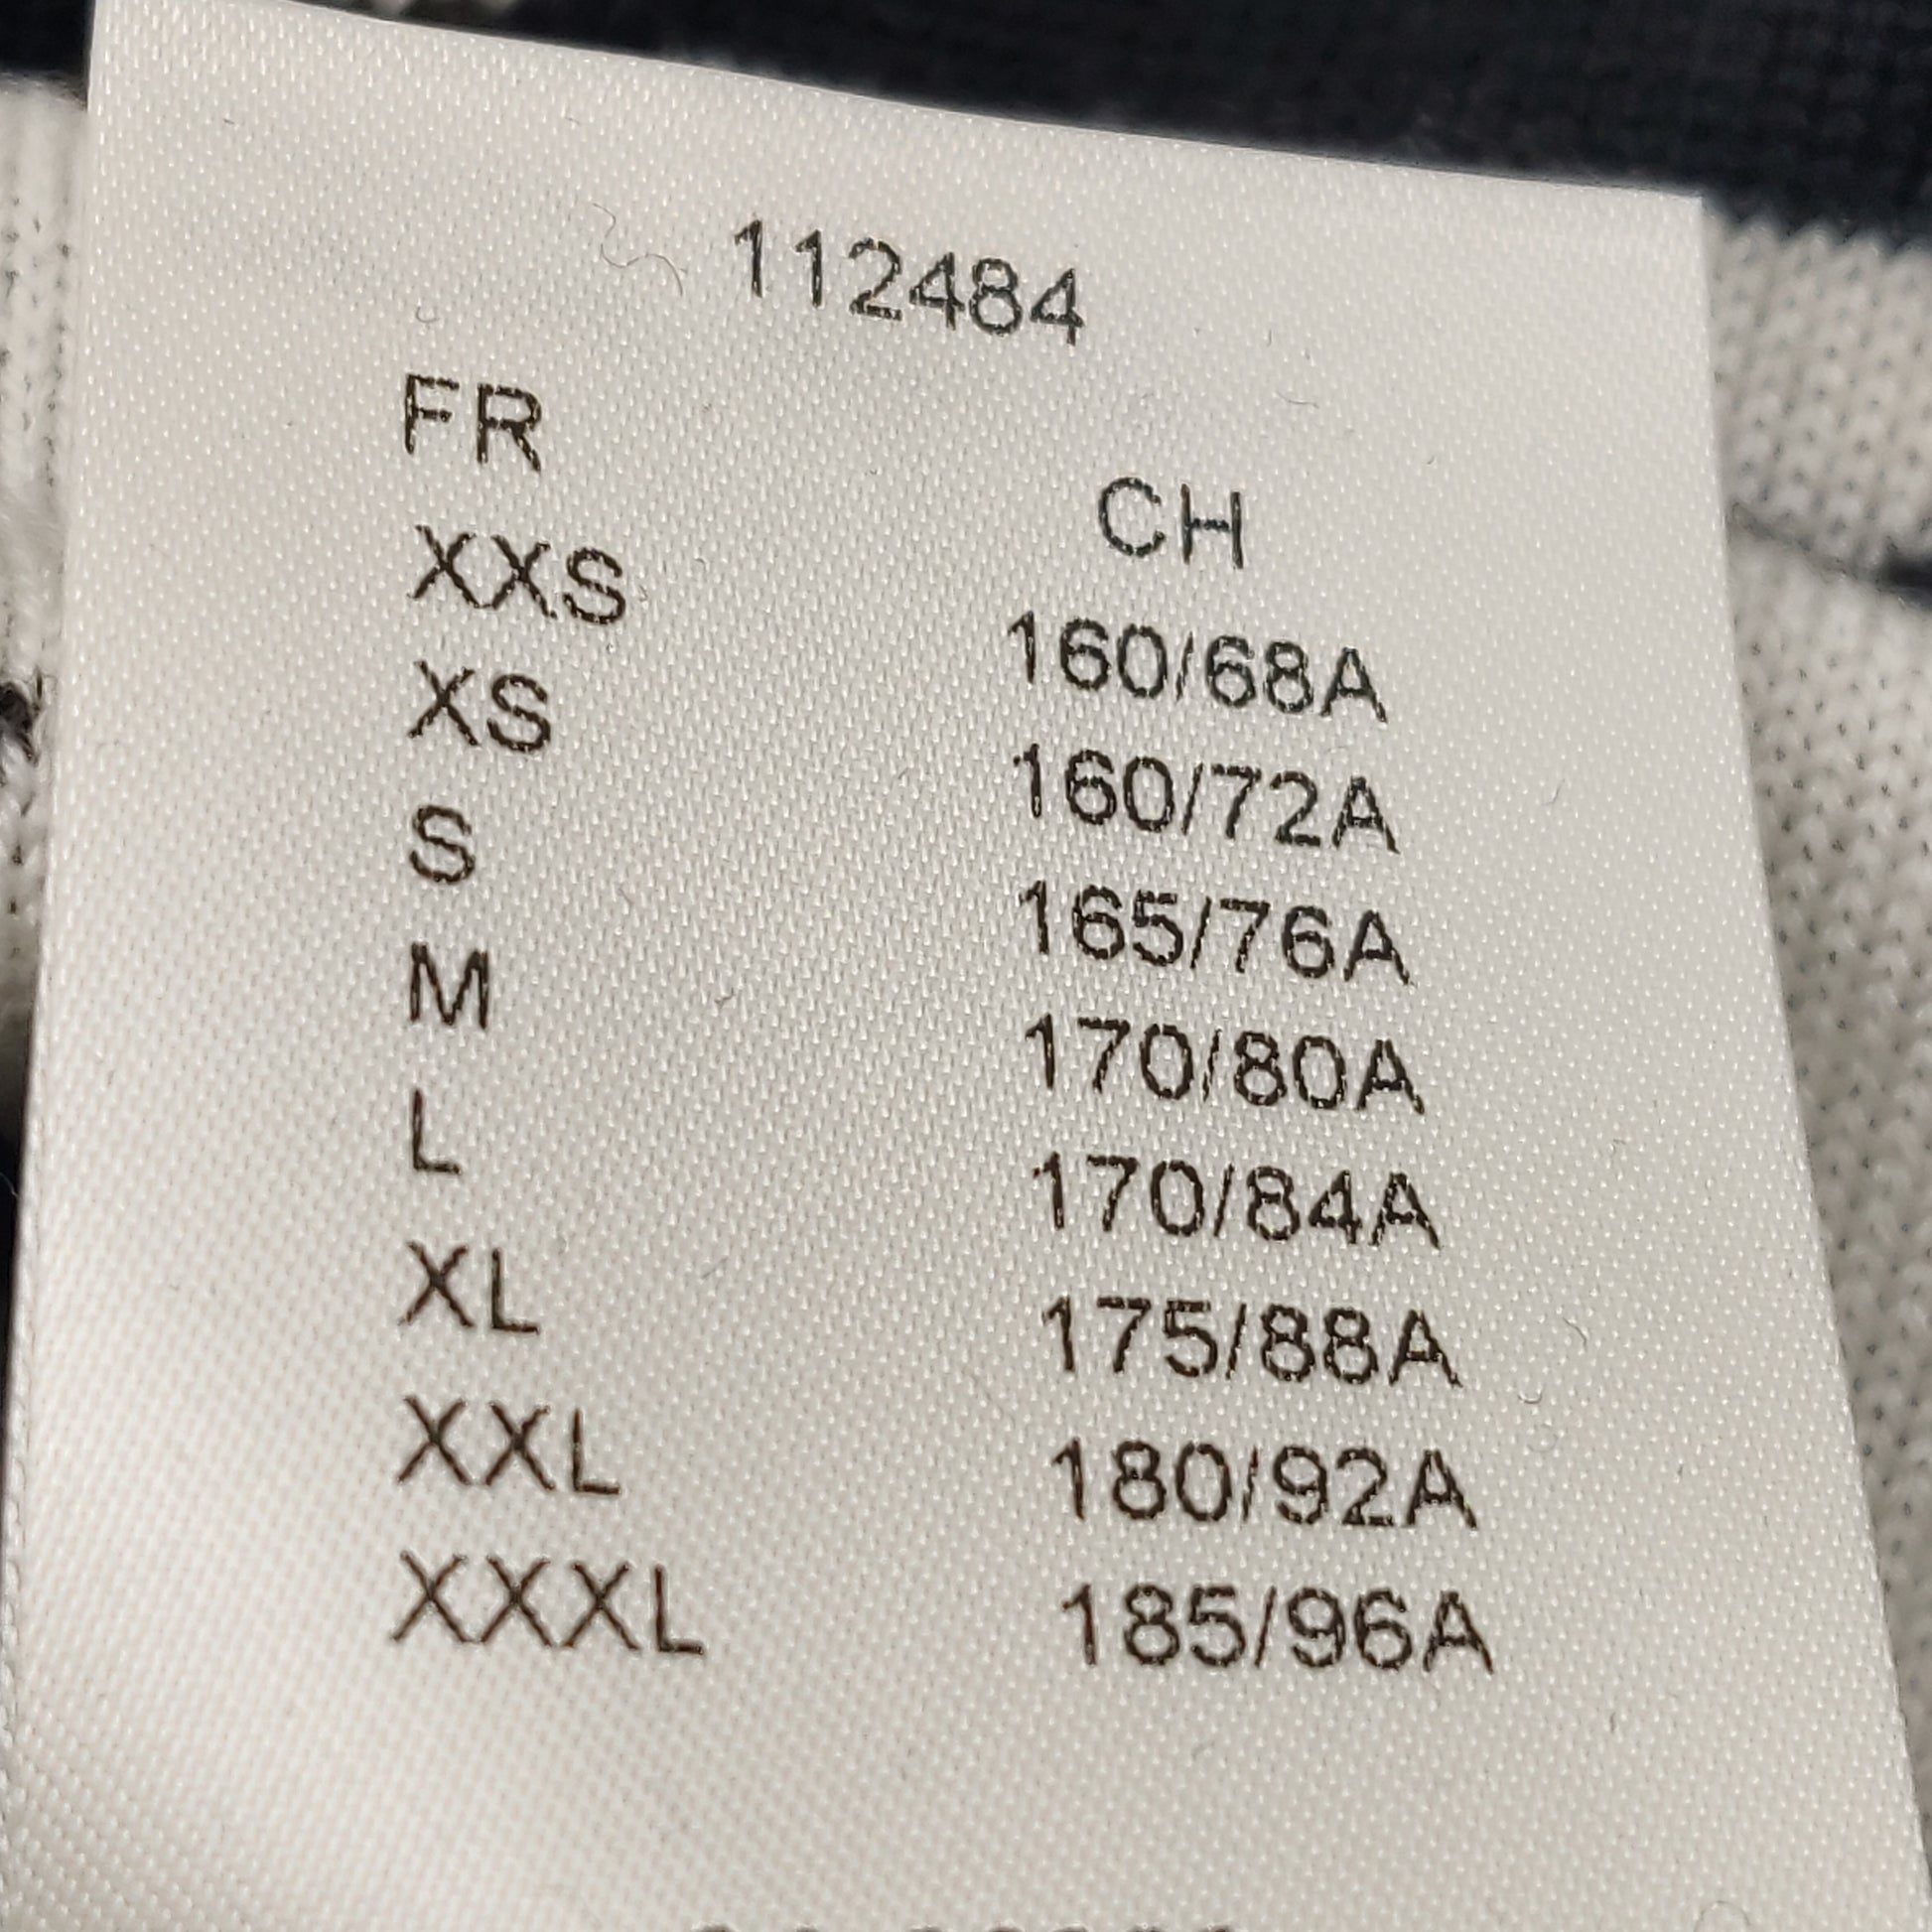 112484
FR CH
XXS 160/68A
XS 160/72A
S 165/76A
M 170/80A
L 170/84A
XL 175/88A
XXL 180/92A
XXXL 185/96A